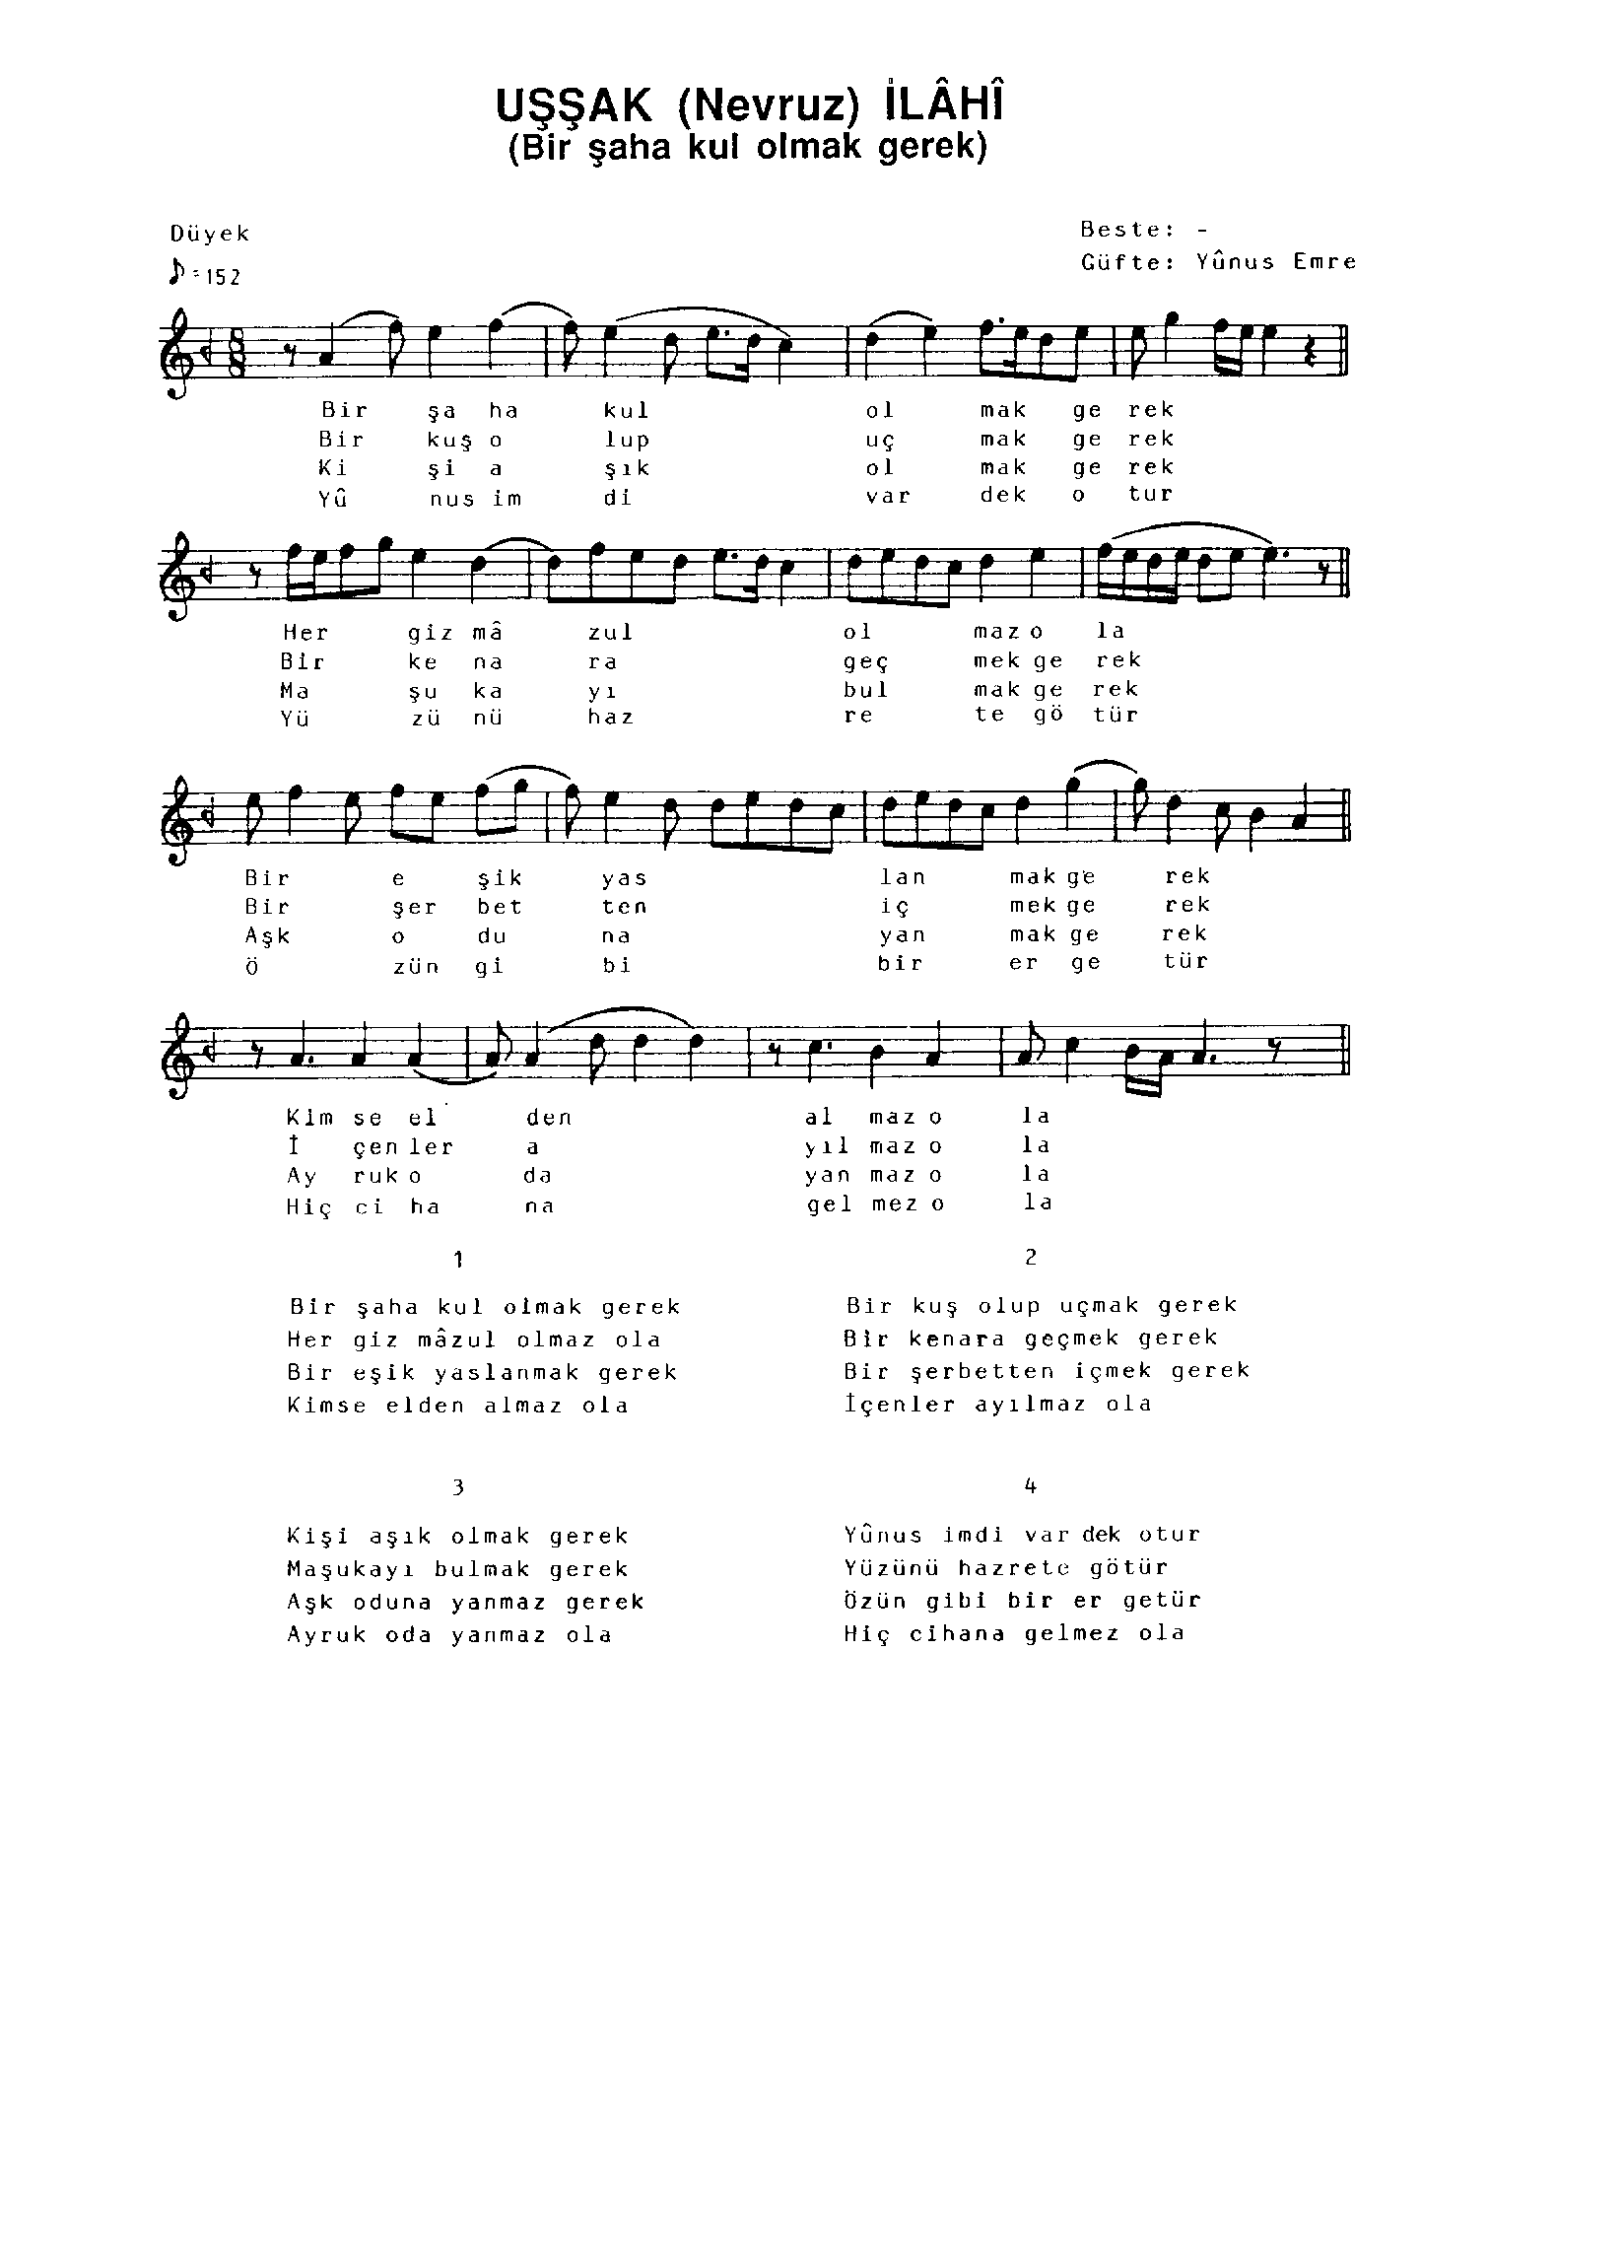 UŞŞAK (Nevruz) İLÂHÎ
(Bir şaha kul olmak gerek)
Düyek
Beste: -
♪=152
Güfte: Yûnus Emre
8
8
Bir şa ha kul ol mak ge rek
Bir kuş o lup uç mak ge rek
Ki şi a şık ol mak ge rek
Yû nus im di var dek o tur
Her giz mâ zul ol maz o la
Bir ke na ra geç mek ge rek
Ma şu ka yı bul mak ge rek
Yü zü nü haz re te gö tür
Bir e şik yas lan mak ge rek
Bir şer bet ten iç mek ge rek
Aşk o du na yan mak ge rek
Ö zün gi bi bir er ge tür
Kim se el den al maz o la
İ çen ler a yıl maz o la
Ay ruk o da yan maz o la
Hiç ci ha na gel mez o la
1
Bir şaha kul olmak gerek
Her giz mâzul olmaz ola
Bir eşik yaslanmak gerek
Kimse elden almaz ola
2
Bir kuş olup uçmak gerek
Bir kenara geçmek gerek
Bir şerbetten içmek gerek
İçenler ayılmaz ola
3
Kişi aşık olmak gerek
Maşukayı bulmak gerek
Aşk oduna yanmaz gerek
Ayruk oda yanmaz ola
4
Yûnus imdi var dek otur
Yüzünü hazrete götür
Özün gibi bir er getür
Hiç cihana gelmez ola